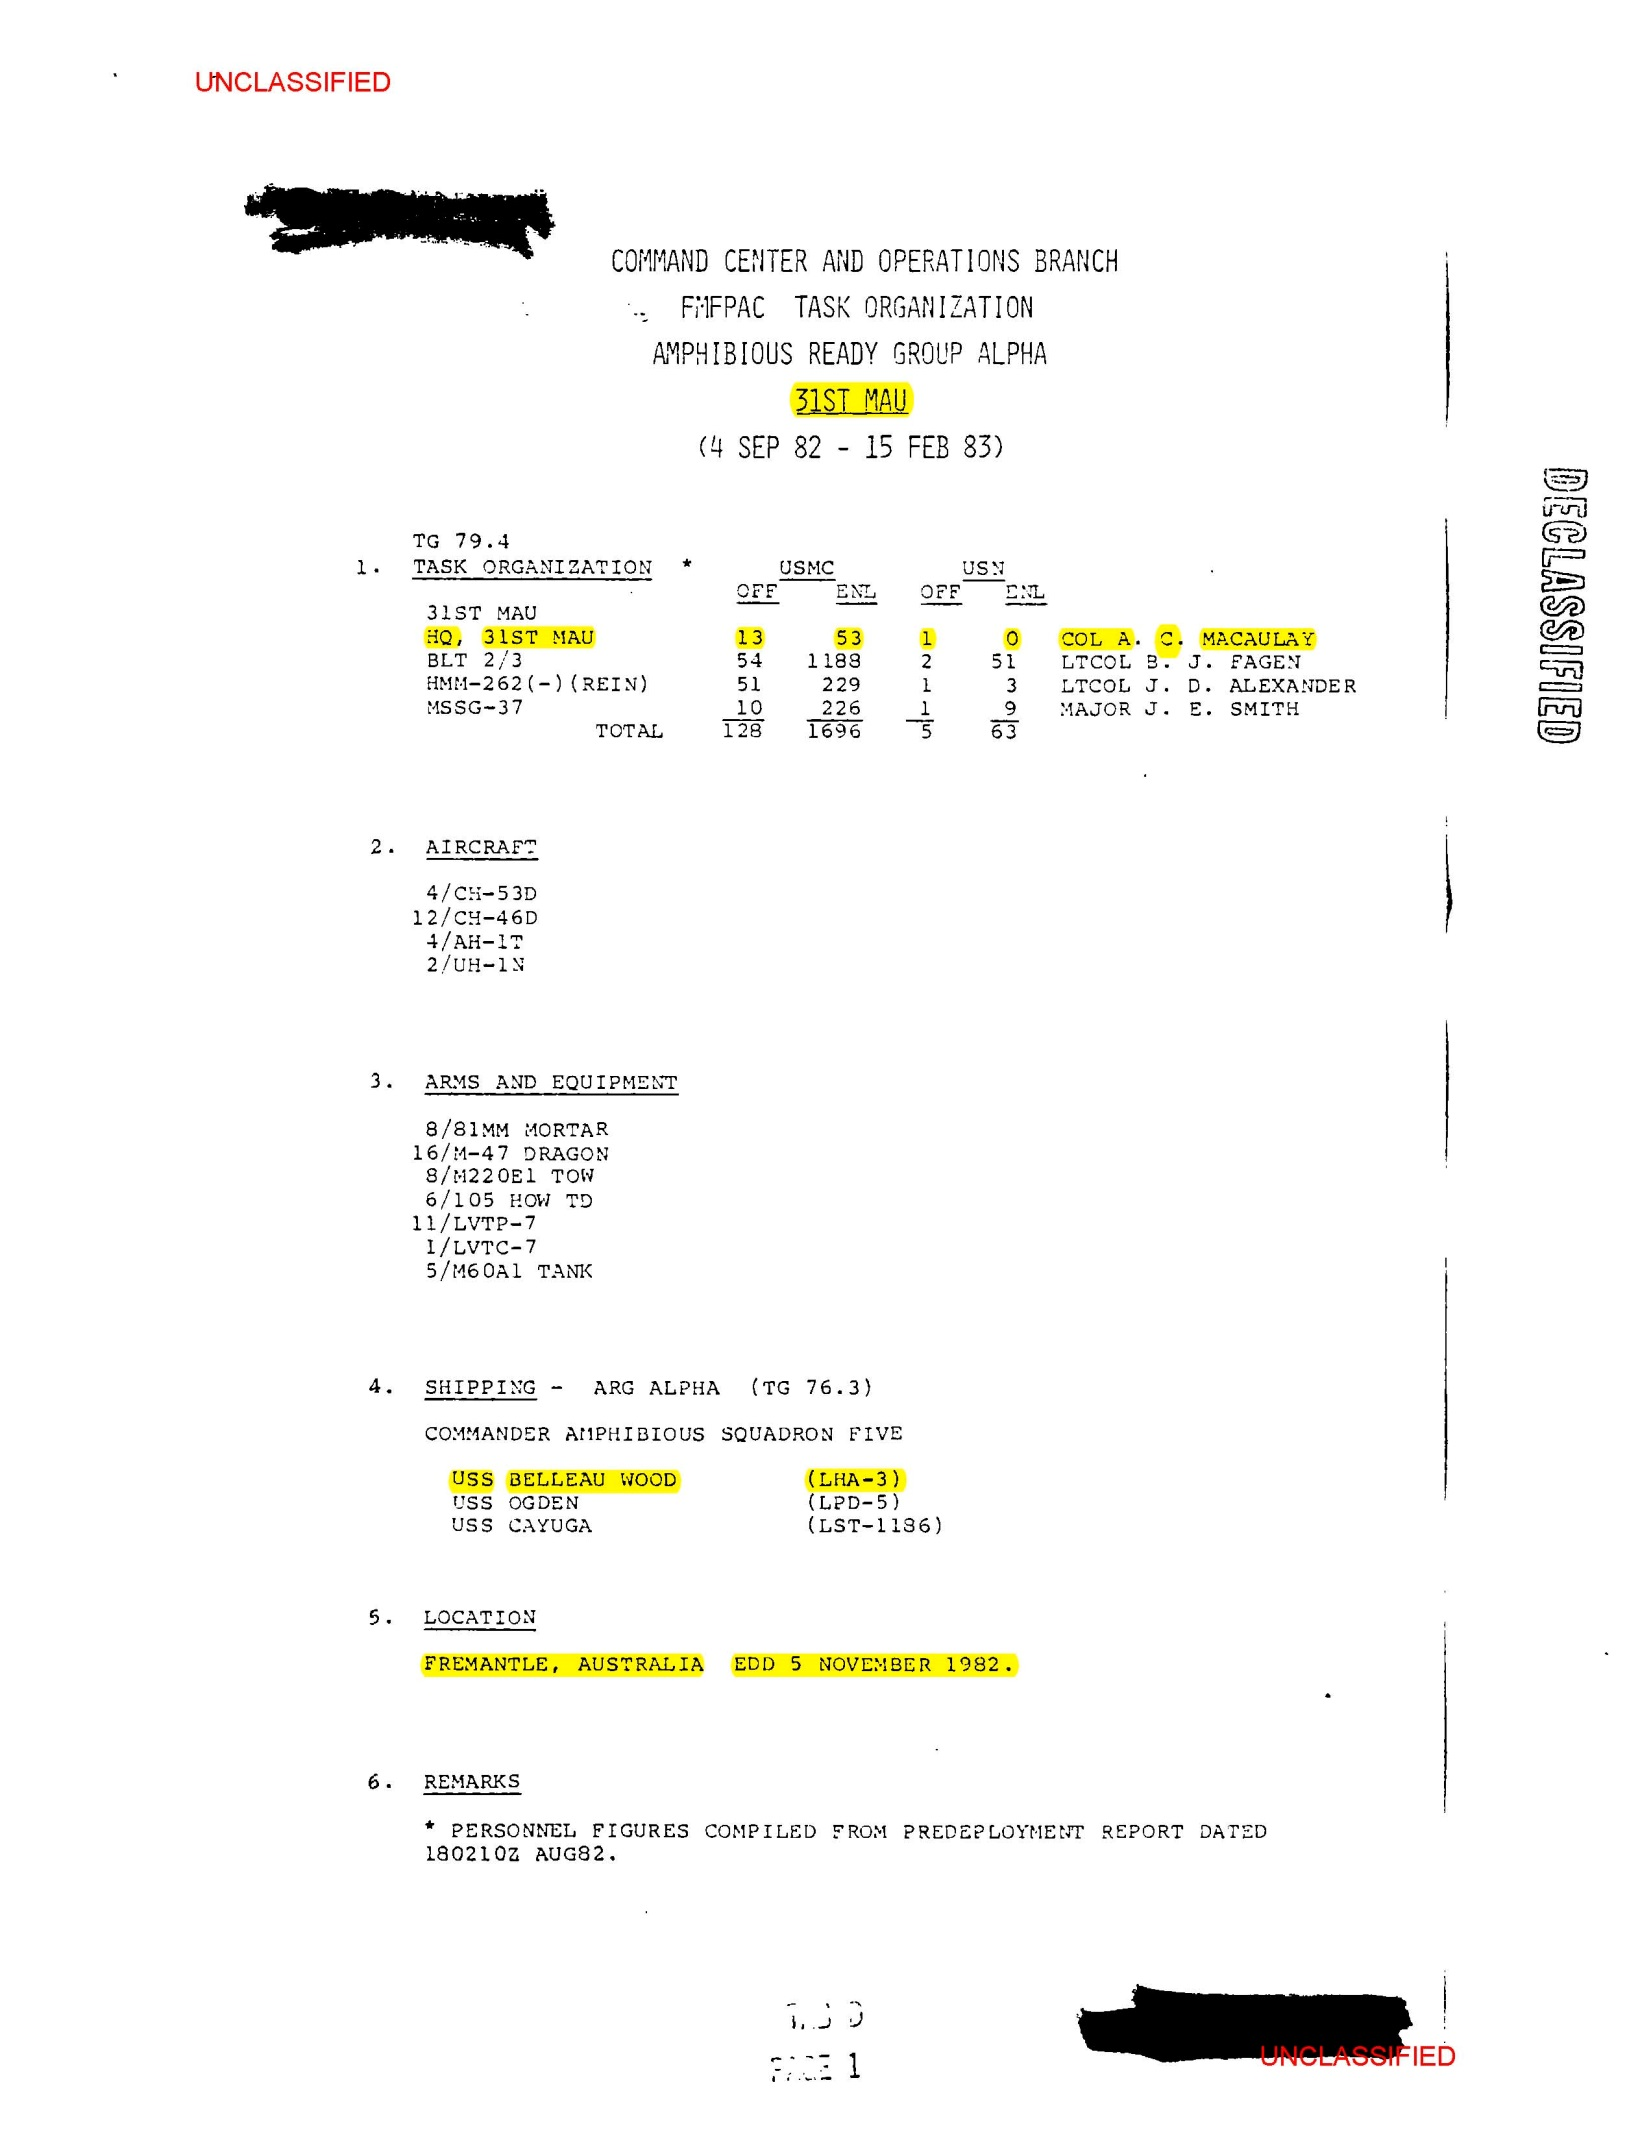 UNCLASSIFIED
COMMAND CENTER AND OPERATIONS BRANCH
FMFPAC TASK ORGANIZATION
AMPHIBIOUS READY GROUP ALPHA
31ST MAU
(4 SEP 82 - 15 FEB 83)
DECLASSIFIED
TG 79.4
1. TASK ORGANIZATION * USMC USN
OFF ENL OFF ENL
31ST MAU
HQ, 31ST MAU 13 53 1 0 COL A. C. MACAULAY
BLT 2/3 54 1188 2 51 LTCOL B. J. FAGEN
HMM-262(-)(REIN) 51 229 1 3 LTCOL J. D. ALEXANDER
MSSG-37 10 226 1 9 MAJOR J. E. SMITH
TOTAL 128 1696 5 63
2. AIRCRAFT
4/CH-53D
12/CH-46D
4/AH-1T
2/UH-1N
3. ARMS AND EQUIPMENT
8/81MM MORTAR
16/M-47 DRAGON
8/M220E1 TOW
6/105 HOW TD
11/LVTP-7
1/LVTC-7
5/M60A1 TANK
4. SHIPPING - ARG ALPHA (TG 76.3)
COMMANDER AMPHIBIOUS SQUADRON FIVE
USS BELLEAU WOOD (LHA-3)
USS OGDEN (LPD-5)
USS CAYUGA (LST-1186)
5. LOCATION
FREMANTLE, AUSTRALIA EDD 5 NOVEMBER 1982.
6. REMARKS
* PERSONNEL FIGURES COMPILED FROM PREDEPLOYMENT REPORT DATED
180210Z AUG82.
PAGE 1
UNCLASSIFIED